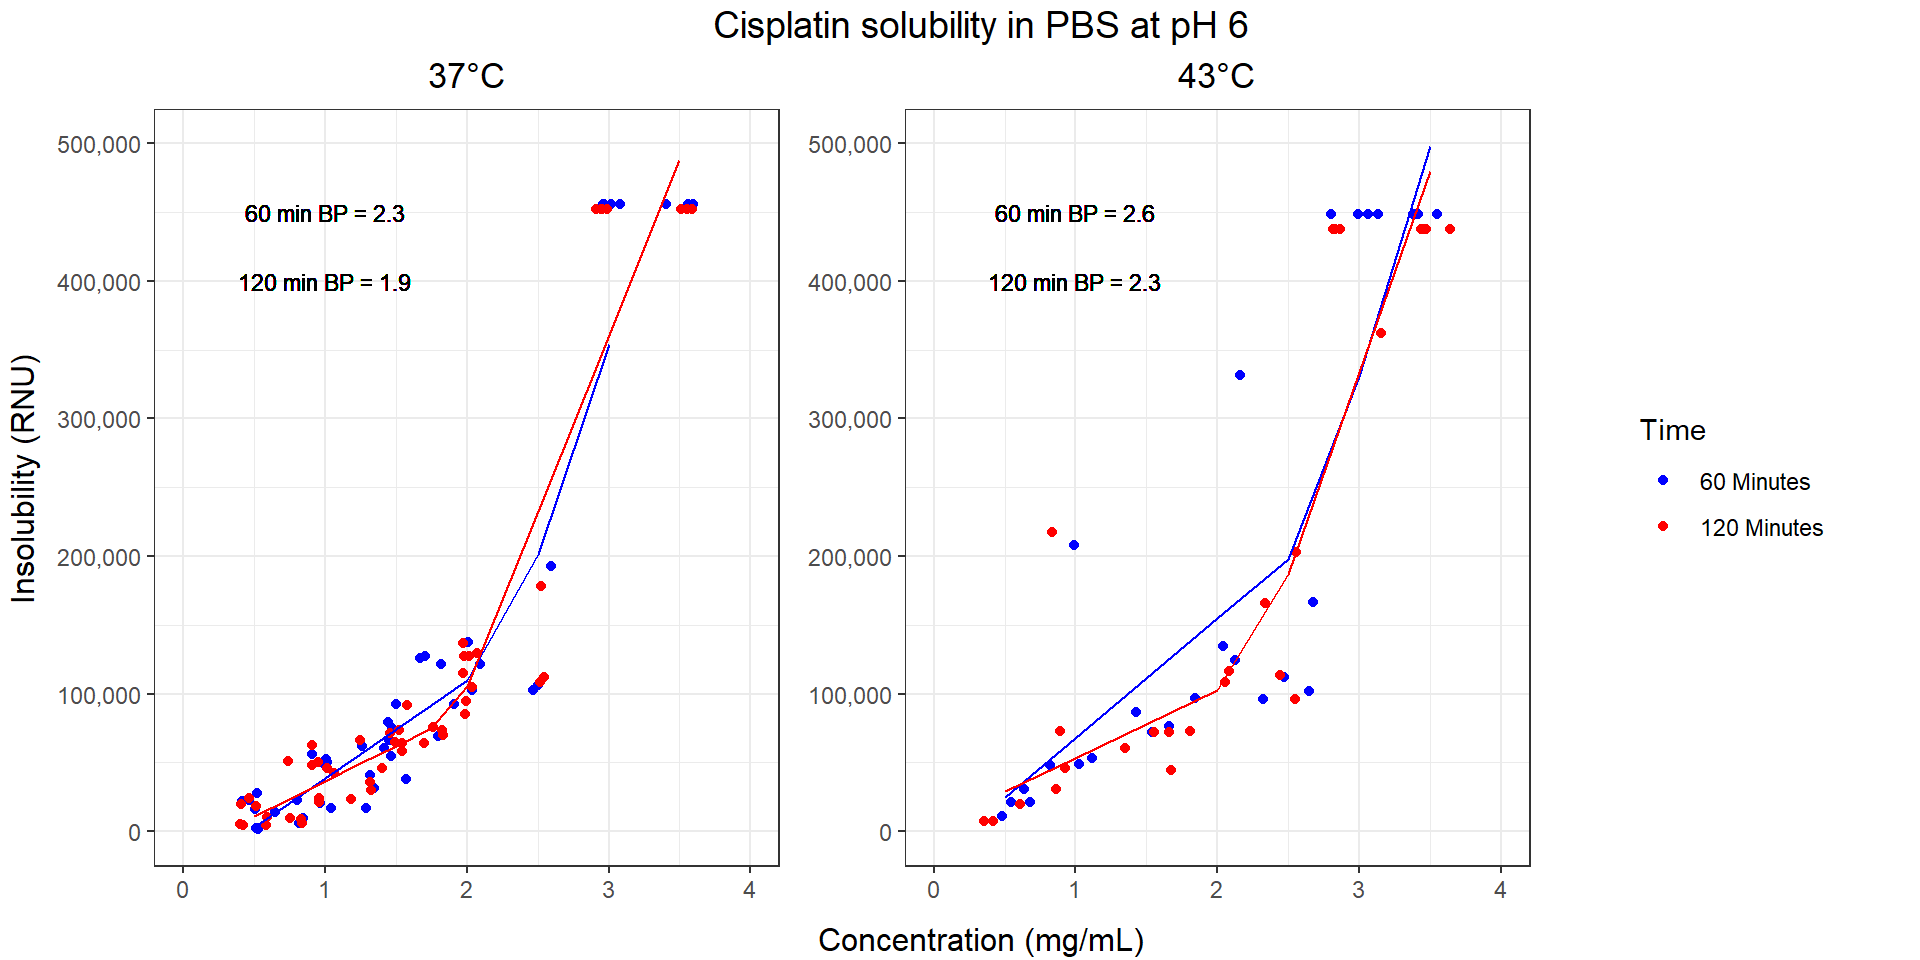 Cisplatin solubility in PBS at pH 6
37°C
43°C
500,000
400,000
300,000
200,000
100,000
0
60 min BP = 2.3
120 min BP = 1.9
0 1 2 3 4
500,000
400,000
300,000
200,000
100,000
0
60 min BP = 2.6
120 min BP = 2.3
0 1 2 3 4
Insolubility (RNU)
Concentration (mg/mL)
Time
60 Minutes
120 Minutes